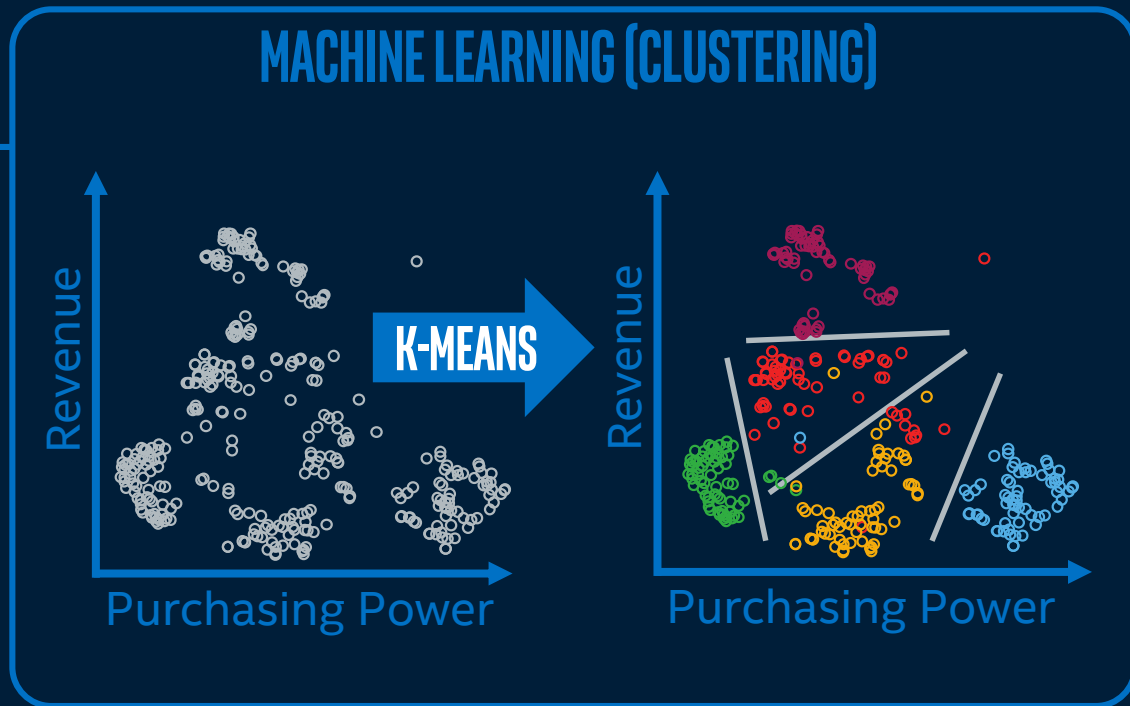 MACHINE LEARNING (CLUSTERING)
Revenue
Purchasing Power
K-MEANS
Revenue
Purchasing Power